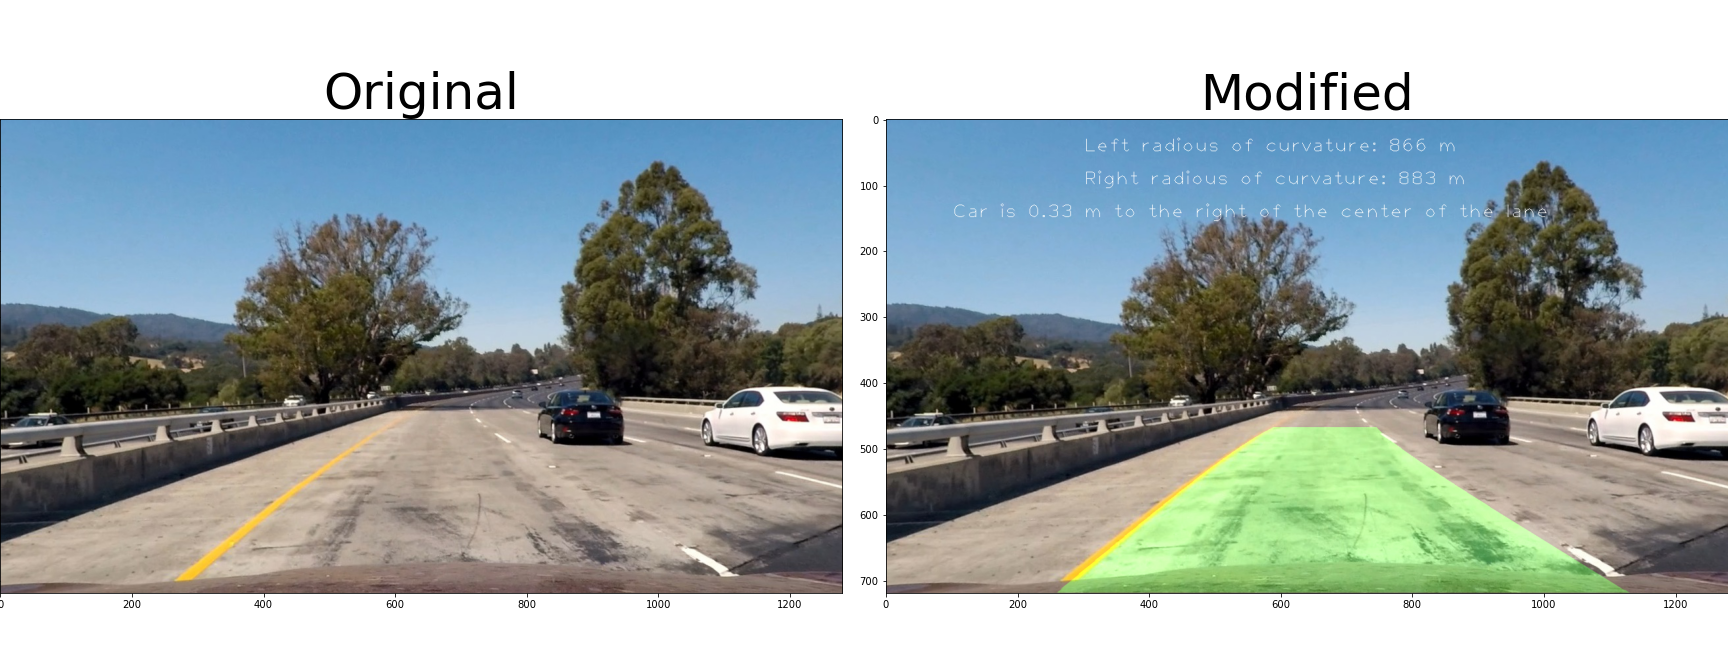 Original
Modified
Left radious of curvature: 866 m
Right radious of curvature: 883 m
Car is 0.33 m to the right of the center of the lane
0
100
200
300
400
500
600
700
0 200 400 600 800 1000 1200
0 200 400 600 800 1000 1200